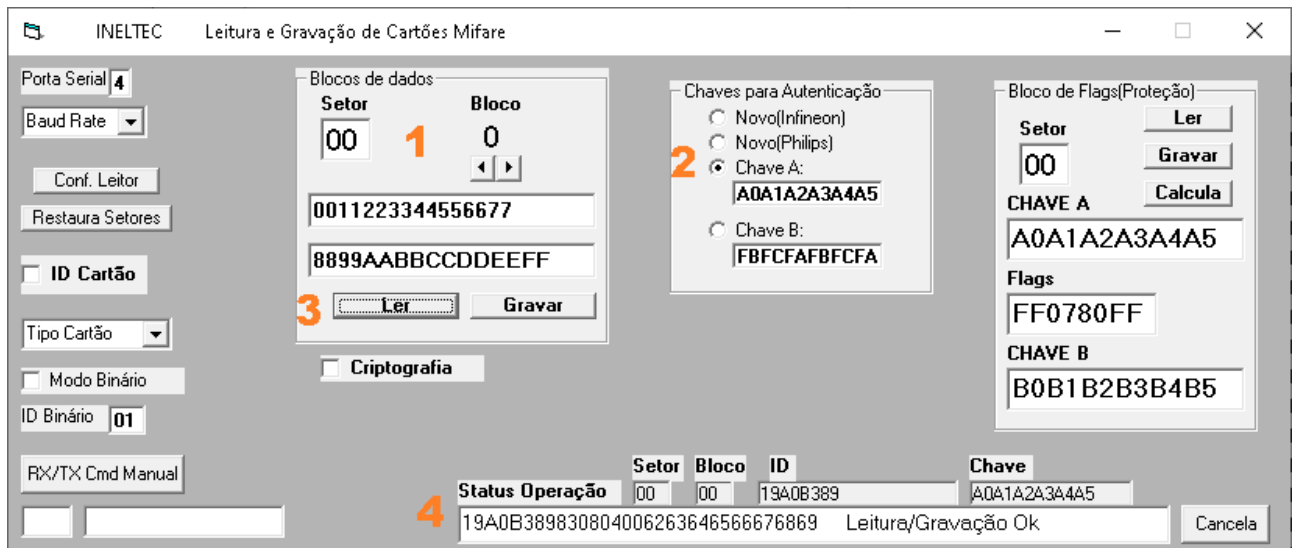 INELTEC Leitura e Gravação de Cartões Mifare
Porta Serial 4
Baud Rate
Conf. Leitor
Restaura Setores
ID Cartão
Tipo Cartão
Modo Binário
ID Binário 01
RX/TX Cmd Manual
Blocos de dados
Setor Bloco
00 1 0
0011223344556677
8899AABBCCDDEEFF
3 Ler Gravar
Criptografia
Chaves para Autenticação
Novo(Infineon)
Novo(Philips)
2 Chave A:
A0A1A2A3A4A5
Chave B:
FBFCFAFBFCFA
Bloco de Flags(Proteção)
Setor Ler
00 Gravar
Calcula
CHAVE A
A0A1A2A3A4A5
Flags
FF0780FF
CHAVE B
B0B1B2B3B4B5
Setor Bloco ID Chave
Status Operação 00 00 19A0B389 A0A1A2A3A4A5
4 19A0B389830804006263646566676869 Leitura/Gravação Ok Cancela